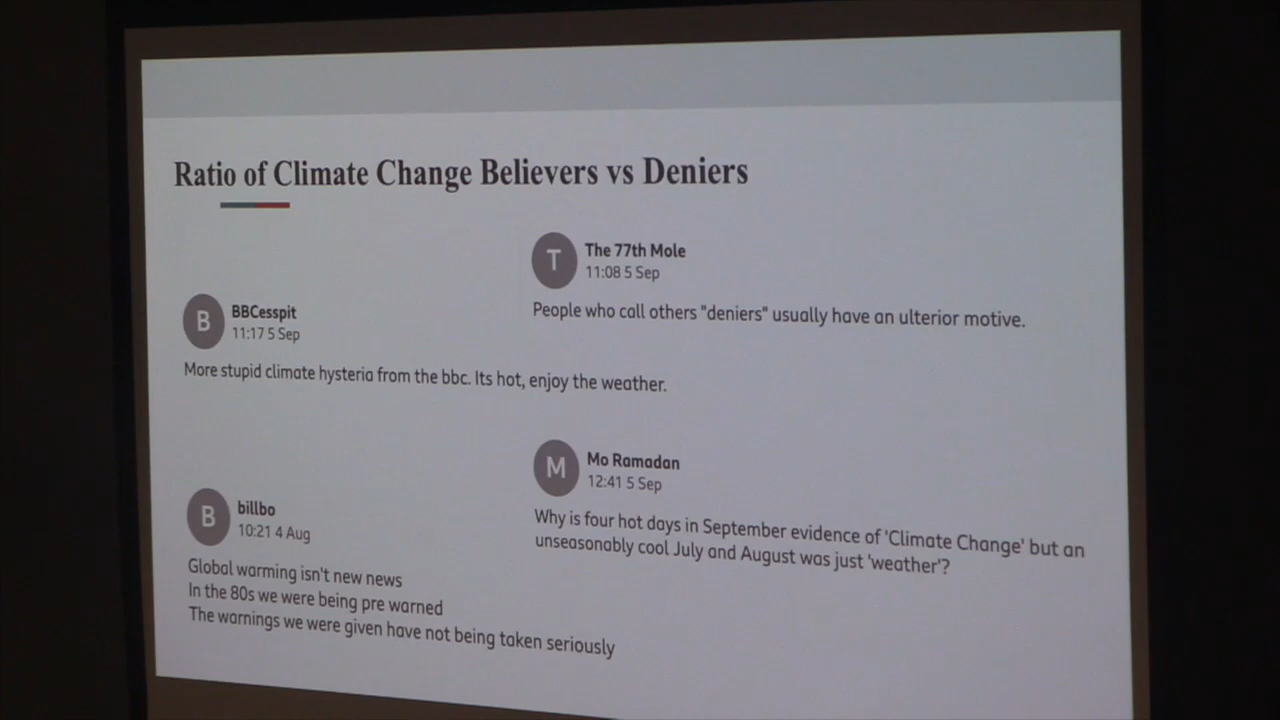 Ratio of Climate Change Believers vs Deniers
T
The 77th Mole
11:08 5 Sep
People who call others "deniers" usually have an ulterior motive.
B
BBCesspit
11:17 5 Sep
More stupid climate hysteria from the bbc. Its hot, enjoy the weather.
M
Mo Ramadan
12:41 5 Sep
Why is four hot days in September evidence of 'Climate Change' but an
unseasonably cool July and August was just 'weather'?
B
billbo
10:21 4 Aug
Global warming isn't new news
In the 80s we were being pre warned
The warnings we were given have not being taken seriously